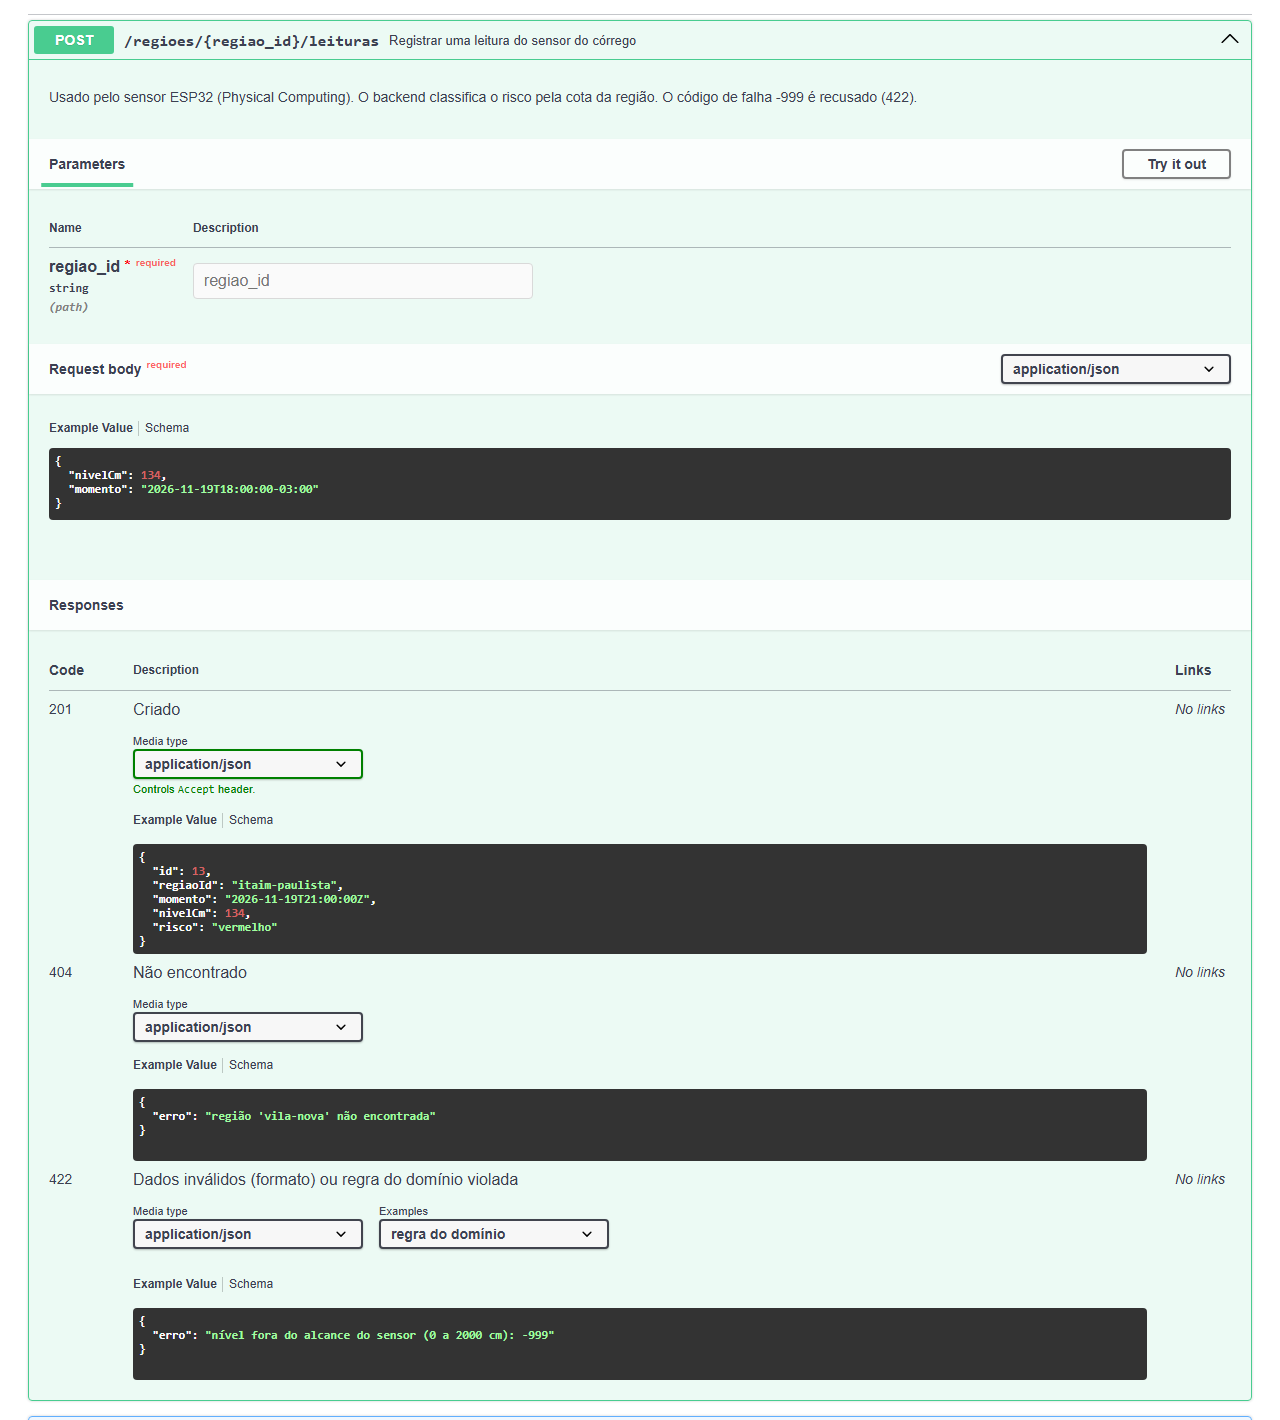 POST /regioes/{regiao_id}/leituras Registrar uma leitura do sensor do córrego
Usado pelo sensor ESP32 (Physical Computing). O backend classifica o risco pela cota da região. O código de falha -999 é recusado (422).
Parameters Try it out
Name Description
regiao_id * required
string
(path)
regiao_id
Request body required application/json
Example Value Schema
{
  "nivelCm": 134,
  "momento": "2026-11-19T18:00:00-03:00"
}
Responses
Code Description Links
201 Criado No links
Media type
application/json
Controls Accept header.
Example Value Schema
{
  "id": 13,
  "regiaoId": "itaim-paulista",
  "momento": "2026-11-19T21:00:00Z",
  "nivelCm": 134,
  "risco": "vermelho"
}
404 Não encontrado No links
Media type
application/json
Example Value Schema
{
  "erro": "região 'vila-nova' não encontrada"
}
422 Dados inválidos (formato) ou regra do domínio violada No links
Media type Examples
application/json regra do domínio
Example Value Schema
{
  "erro": "nível fora do alcance do sensor (0 a 2000 cm): -999"
}